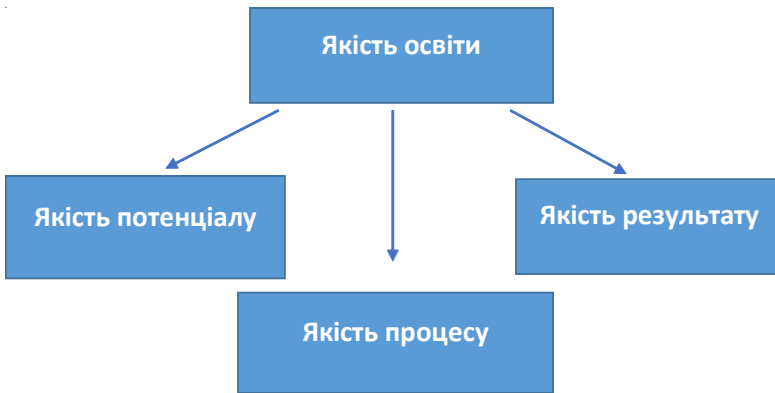 Якість освіти
Якість потенціалу
Якість результату
Якість процесу